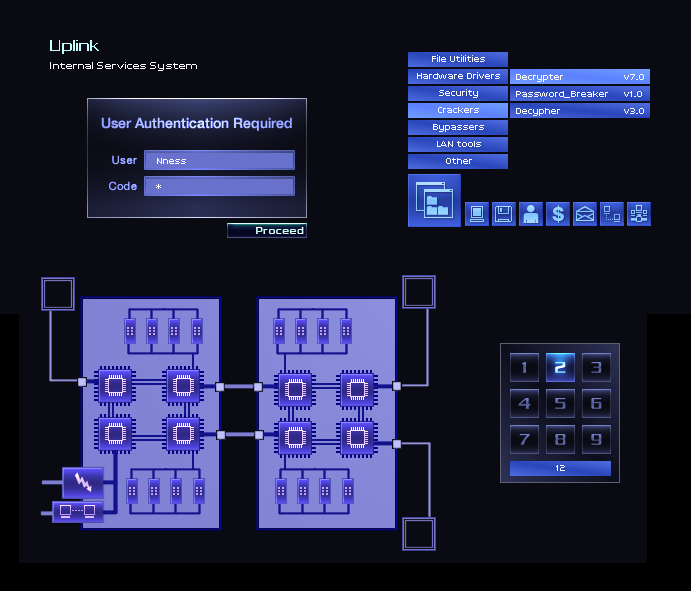 Uplink
Internal Services System
User Authentication Required
User Nness
Code *
Proceed
File Utilities
Hardware Drivers
Security
Crackers
Bypassers
LAN tools
Other
Decrypter v7.0
Password_Breaker v1.0
Decypher v3.0
$
1 2 3
4 5 6
7 8 9
12